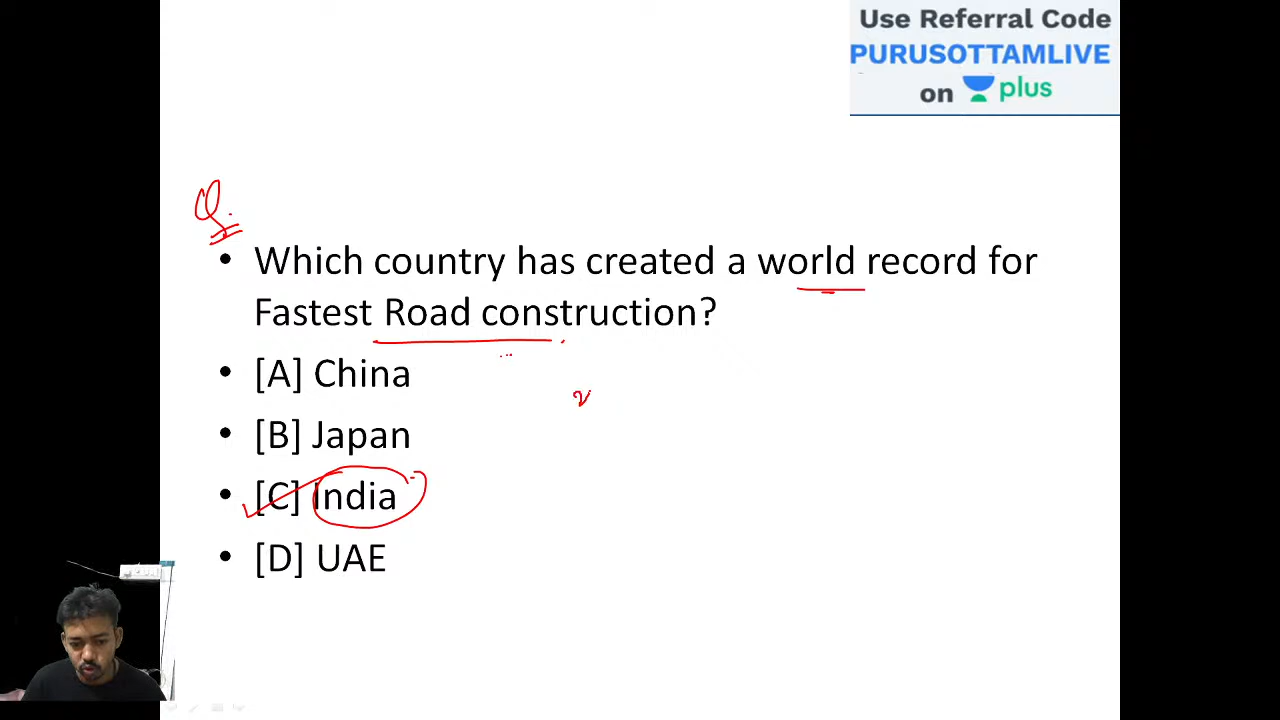 Use Referral Code
PURUSOTTAMLIVE
on plus
Q.
• Which country has created a world record for
Fastest Road construction?
• [A] China
• [B] Japan
• [C] India
• [D] UAE